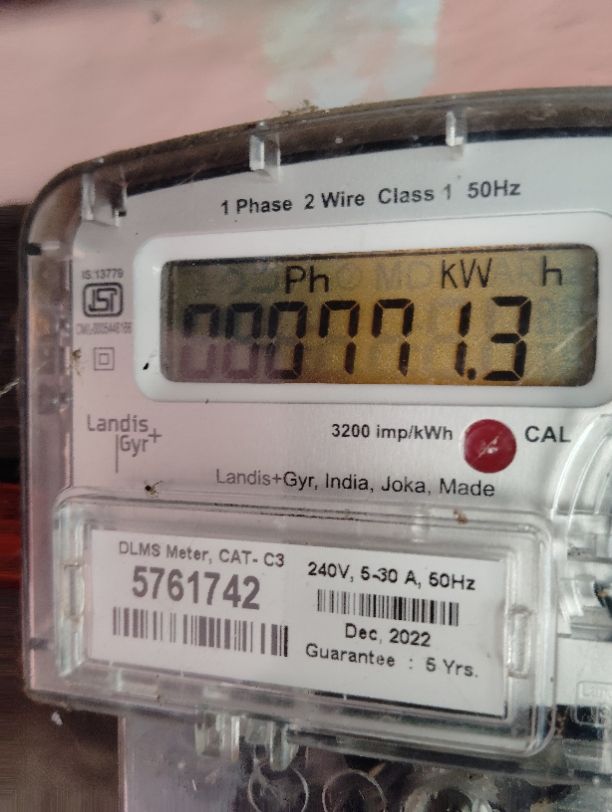 1 Phase 2 Wire Class 1 50Hz
IS:13779
Ph kW h
0000771.3
Landis
Gyr+
3200 imp/kWh CAL
Landis+Gyr, India, Joka, Made
DLMS Meter, CAT- C3
5761742
240V, 5-30 A, 50Hz
Dec, 2022
Guarantee : 5 Yrs.